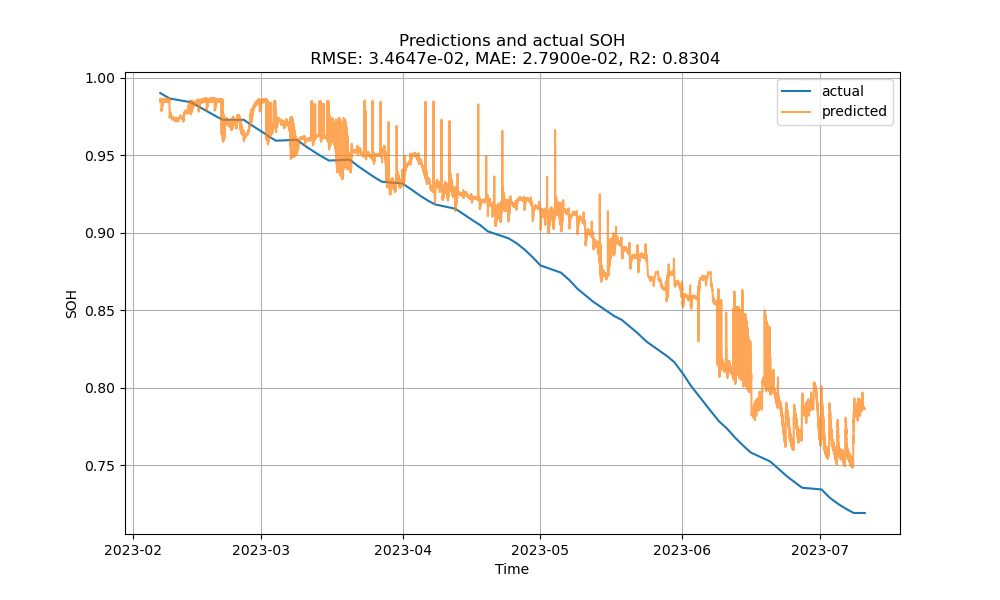 Predictions and actual SOH
RMSE: 3.4647e-02, MAE: 2.7900e-02, R2: 0.8304
actual
predicted
SOH
1.00
0.95
0.90
0.85
0.80
0.75
2023-02 2023-03 2023-04 2023-05 2023-06 2023-07
Time